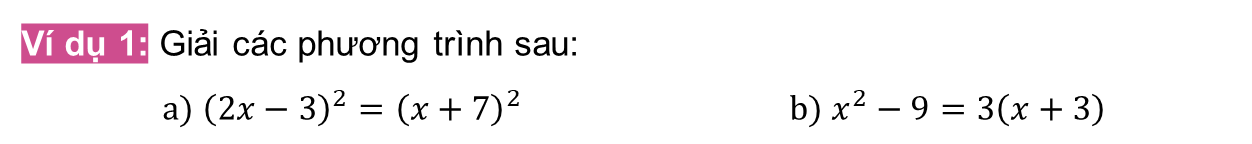 Ví dụ 1: Giải các phương trình sau:
a) (2x − 3)² = (x + 7)² b) x² − 9 = 3(x + 3)